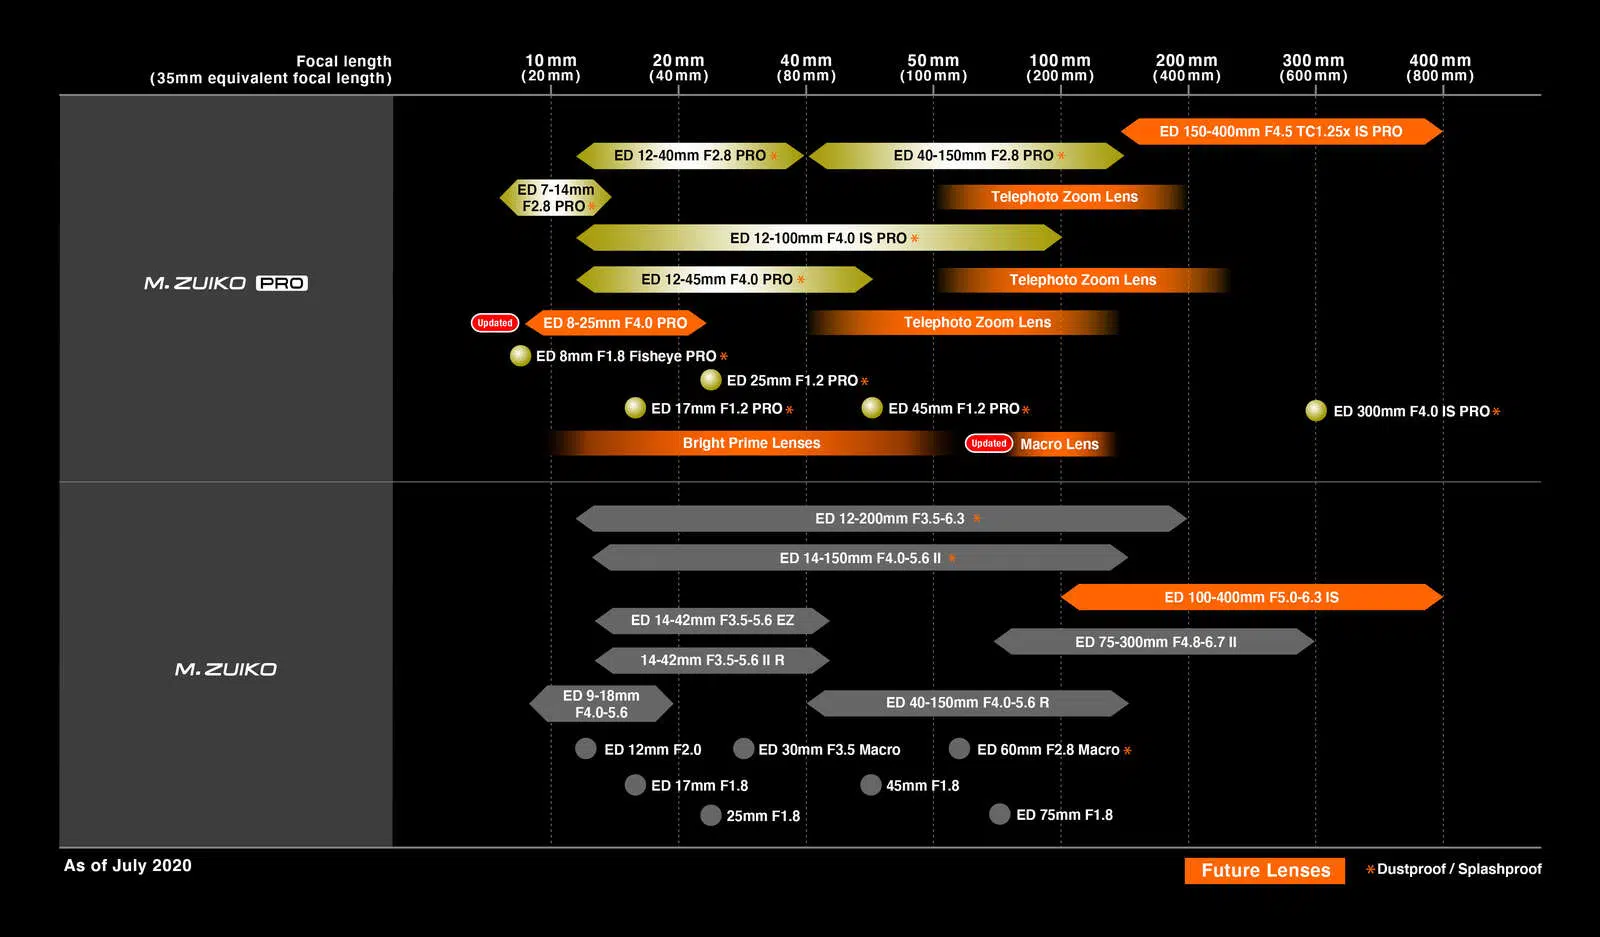 Focal length
(35mm equivalent focal length)
10 mm 20 mm 40 mm 50 mm 100 mm 200 mm 300 mm 400 mm
(20 mm) (40 mm) (80 mm) (100 mm) (200 mm) (400 mm) (600 mm) (800 mm)
M.ZUIKO PRO
ED 150-400mm F4.5 TC1.25x IS PRO
ED 12-40mm F2.8 PRO *
ED 40-150mm F2.8 PRO *
ED 7-14mm
F2.8 PRO *
Telephoto Zoom Lens
ED 12-100mm F4.0 IS PRO *
ED 12-45mm F4.0 PRO *
Telephoto Zoom Lens
Updated
ED 8-25mm F4.0 PRO
Telephoto Zoom Lens
ED 8mm F1.8 Fisheye PRO *
ED 25mm F1.2 PRO *
ED 17mm F1.2 PRO *
ED 45mm F1.2 PRO *
ED 300mm F4.0 IS PRO *
Bright Prime Lenses
Updated
Macro Lens
M.ZUIKO
ED 12-200mm F3.5-6.3 *
ED 14-150mm F4.0-5.6 II *
ED 100-400mm F5.0-6.3 IS
ED 14-42mm F3.5-5.6 EZ
ED 75-300mm F4.8-6.7 II
14-42mm F3.5-5.6 II R
ED 9-18mm
F4.0-5.6
ED 40-150mm F4.0-5.6 R
ED 12mm F2.0
ED 30mm F3.5 Macro
ED 60mm F2.8 Macro *
ED 17mm F1.8
45mm F1.8
25mm F1.8
ED 75mm F1.8
As of July 2020
Future Lenses
*Dustproof / Splashproof